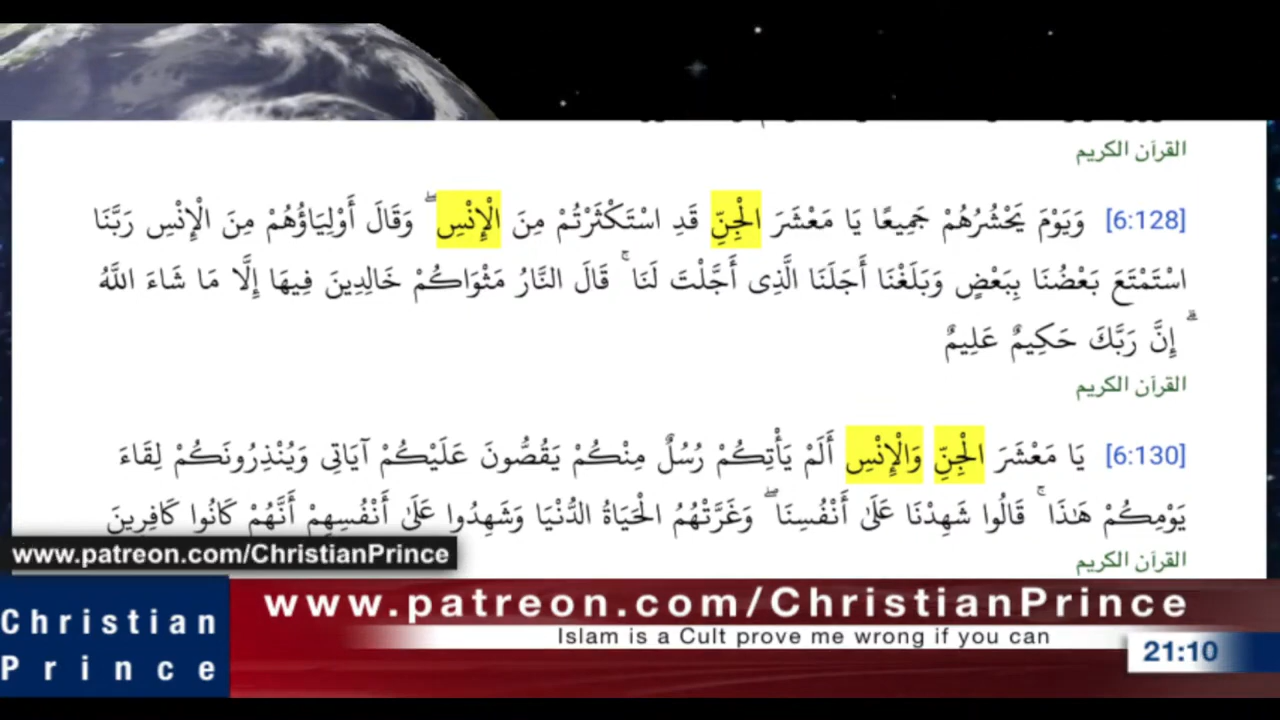 القرآن الكريم
[6:128] وَيَوْمَ يَحْشُرُهُمْ جَمِيعًا يَا مَعْشَرَ الْجِنِّ قَدِ اسْتَكْثَرْتُمْ مِنَ الْإِنْسِ ۖ وَقَالَ أَوْلِيَاؤُهُمْ مِنَ الْإِنْسِ رَبَّنَا
اسْتَمْتَعَ بَعْضُنَا بِبَعْضٍ وَبَلَغْنَا أَجَلَنَا الَّذِي أَجَّلْتَ لَنَا ۚ قَالَ النَّارُ مَثْوَاكُمْ خَالِدِينَ فِيهَا إِلَّا مَا شَاءَ اللَّهُ
ۗ إِنَّ رَبَّكَ حَكِيمٌ عَلِيمٌ
القرآن الكريم
[6:130] يَا مَعْشَرَ الْجِنِّ وَالْإِنْسِ أَلَمْ يَأْتِكُمْ رُسُلٌ مِنْكُمْ يَقُصُّونَ عَلَيْكُمْ آيَاتِي وَيُنْذِرُونَكُمْ لِقَاءَ
يَوْمِكُمْ هَٰذَا ۚ قَالُوا شَهِدْنَا عَلَىٰ أَنْفُسِنَا ۖ وَغَرَّتْهُمُ الْحَيَاةُ الدُّنْيَا وَشَهِدُوا عَلَىٰ أَنْفُسِهِمْ أَنَّهُمْ كَانُوا كَافِرِينَ
www.patreon.com/ChristianPrince
القرآن الكريم
www.patreon.com/ChristianPrince
Christian
Prince
Islam is a Cult prove me wrong if you can
21:10